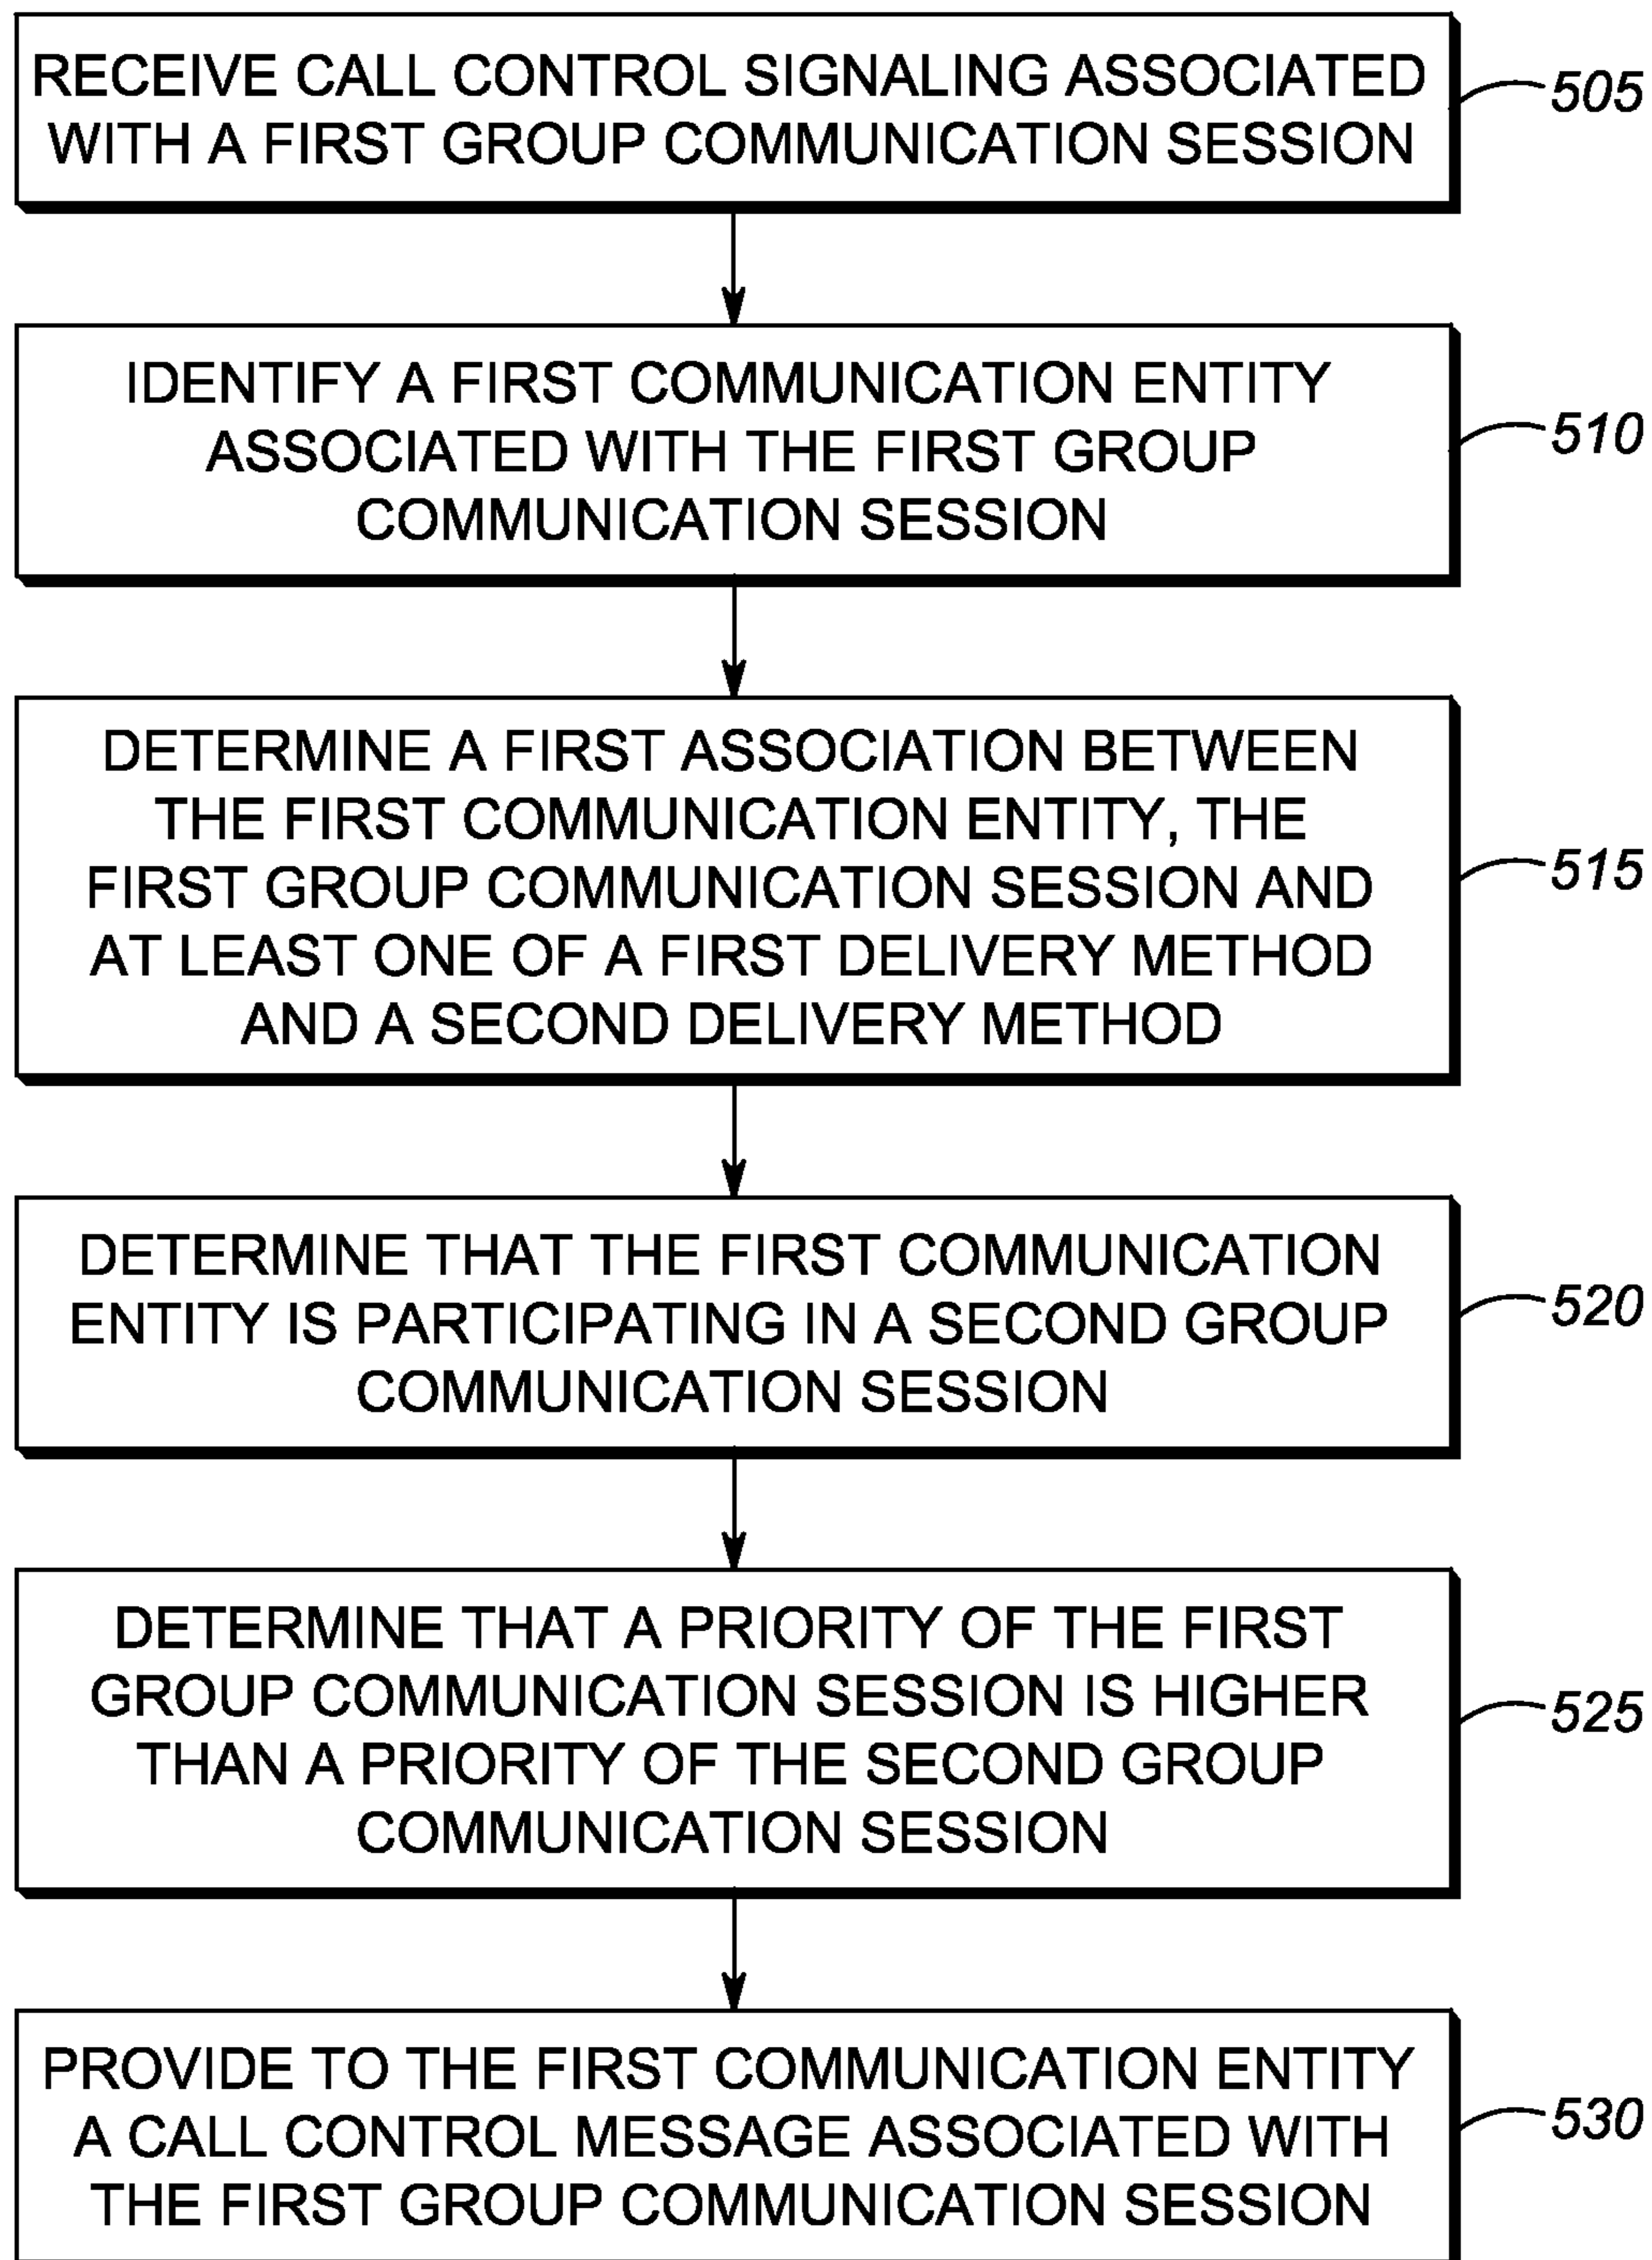 RECEIVE CALL CONTROL SIGNALING ASSOCIATED
WITH A FIRST GROUP COMMUNICATION SESSION
505
IDENTIFY A FIRST COMMUNICATION ENTITY
ASSOCIATED WITH THE FIRST GROUP
COMMUNICATION SESSION
510
DETERMINE A FIRST ASSOCIATION BETWEEN
THE FIRST COMMUNICATION ENTITY, THE
FIRST GROUP COMMUNICATION SESSION AND
AT LEAST ONE OF A FIRST DELIVERY METHOD
AND A SECOND DELIVERY METHOD
515
DETERMINE THAT THE FIRST COMMUNICATION
ENTITY IS PARTICIPATING IN A SECOND GROUP
COMMUNICATION SESSION
520
DETERMINE THAT A PRIORITY OF THE FIRST
GROUP COMMUNICATION SESSION IS HIGHER
THAN A PRIORITY OF THE SECOND GROUP
COMMUNICATION SESSION
525
PROVIDE TO THE FIRST COMMUNICATION ENTITY
A CALL CONTROL MESSAGE ASSOCIATED WITH
THE FIRST GROUP COMMUNICATION SESSION
530